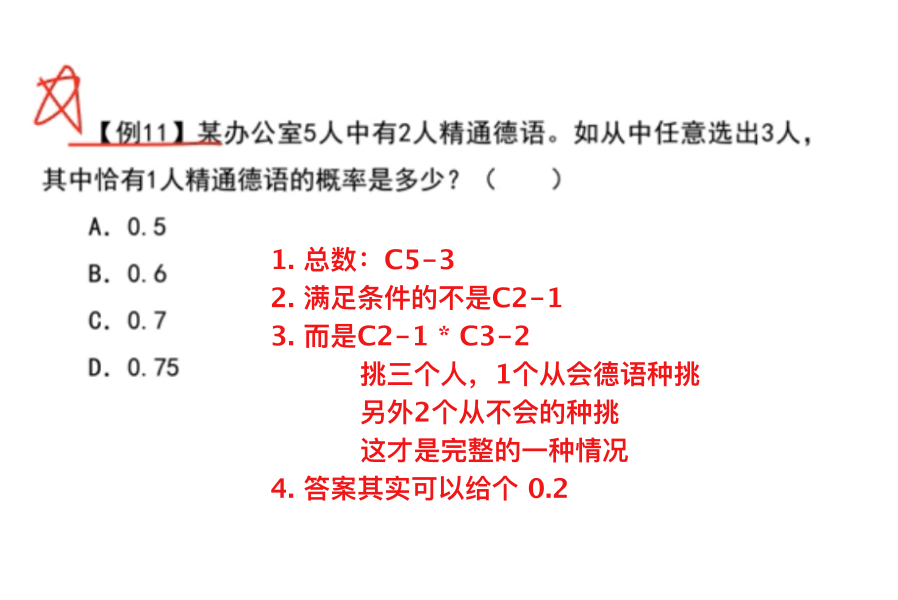 【例11】某办公室5人中有2人精通德语。如从中任意选出3人，
其中恰有1人精通德语的概率是多少？（　　）
A. 0.5
B. 0.6
C. 0.7
D. 0.75
1. 总数：C5-3
2. 满足条件的不是C2-1
3. 而是C2-1 * C3-2
挑三个人，1个从会德语种挑
另外2个从不会的种挑
这才是完整的一种情况
4. 答案其实可以给个 0.2